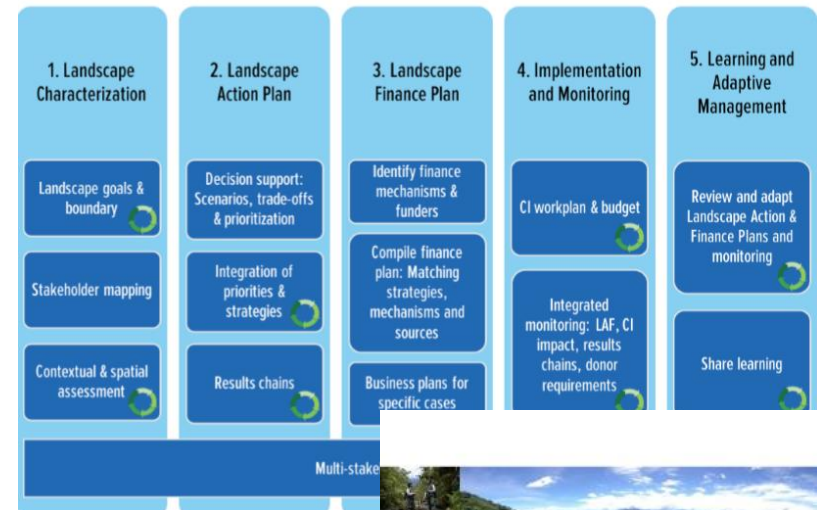 1. Landscape
Characterization
Landscape goals &
boundary
Stakeholder mapping
Contextual & spatial
assessment
2. Landscape
Action Plan
Decision support:
Scenarios, trade-offs
& prioritization
Integration of
priorities &
strategies
Results chains
3. Landscape
Finance Plan
Identify finance
mechanisms &
funders
Compile finance
plan: Matching
strategies,
mechanisms and
sources
Business plans for
specific cases
4. Implementation
and Monitoring
CI workplan & budget
Integrated
monitoring: LAF, CI
impact, results
chains, donor
requirements
5. Learning and
Adaptive
Management
Review and adapt
Landscape Action &
Finance Plans and
monitoring
Share learning
Multi-stake